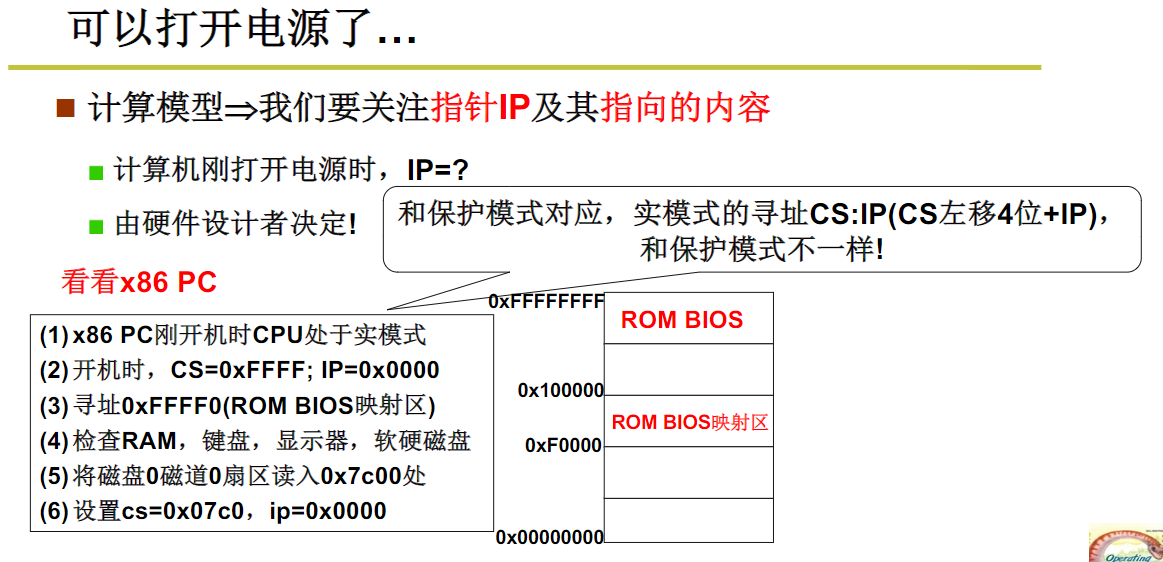 可以打开电源了…
计算模型⇒我们要关注指针IP及其指向的内容
计算机刚打开电源时，IP=?
由硬件设计者决定!
和保护模式对应，实模式的寻址CS:IP(CS左移4位+IP)，
和保护模式不一样!
看看x86 PC
(1) x86 PC刚开机时CPU处于实模式
(2) 开机时，CS=0xFFFF; IP=0x0000
(3) 寻址0xFFFF0(ROM BIOS映射区)
(4) 检查RAM，键盘，显示器，软硬磁盘
(5) 将磁盘0磁道0扇区读入0x7c00处
(6) 设置cs=0x07c0，ip=0x0000
0xFFFFFFFF
ROM BIOS
0x100000
ROM BIOS映射区
0xF0000
0x00000000
Operating